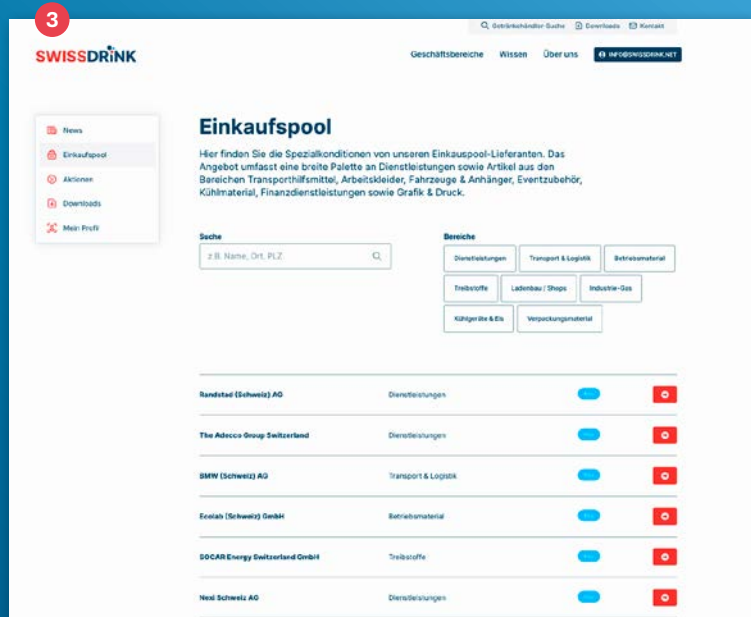 3
Getränkehändler Suche Downloads Kontakt
SWISSDRiNK
Geschäftsbereiche Wissen Über uns INFO@SWISSDRINK.NET
News
Einkaufspool
Aktionen
Downloads
Mein Profil
Einkaufspool
Hier finden Sie die Spezialkonditionen von unseren Einkauspool-Lieferanten. Das
Angebot umfasst eine breite Palette an Dienstleistungen sowie Artikel aus den
Bereichen Transporthilfsmittel, Arbeitskleider, Fahrzeuge & Anhänger, Eventzubehör,
Kühlmaterial, Finanzdienstleistungen sowie Grafik & Druck.
Suche
z.B. Name, Ort, PLZ
Bereiche
Dienstleistungen Transport & Logistik Betriebsmaterial
Treibstoffe Ladenbau / Shops Industrie-Gas
Kühlgeräte & Eis Verpackungsmaterial
Randstad (Schweiz) AG Dienstleistungen
The Adecco Group Switzerland Dienstleistungen
BMW (Schweiz) AG Transport & Logistik
Ecolab (Schweiz) GmbH Betriebsmaterial
SOCAR Energy Switzerland GmbH Treibstoffe
Nexi Schweiz AG Dienstleistungen